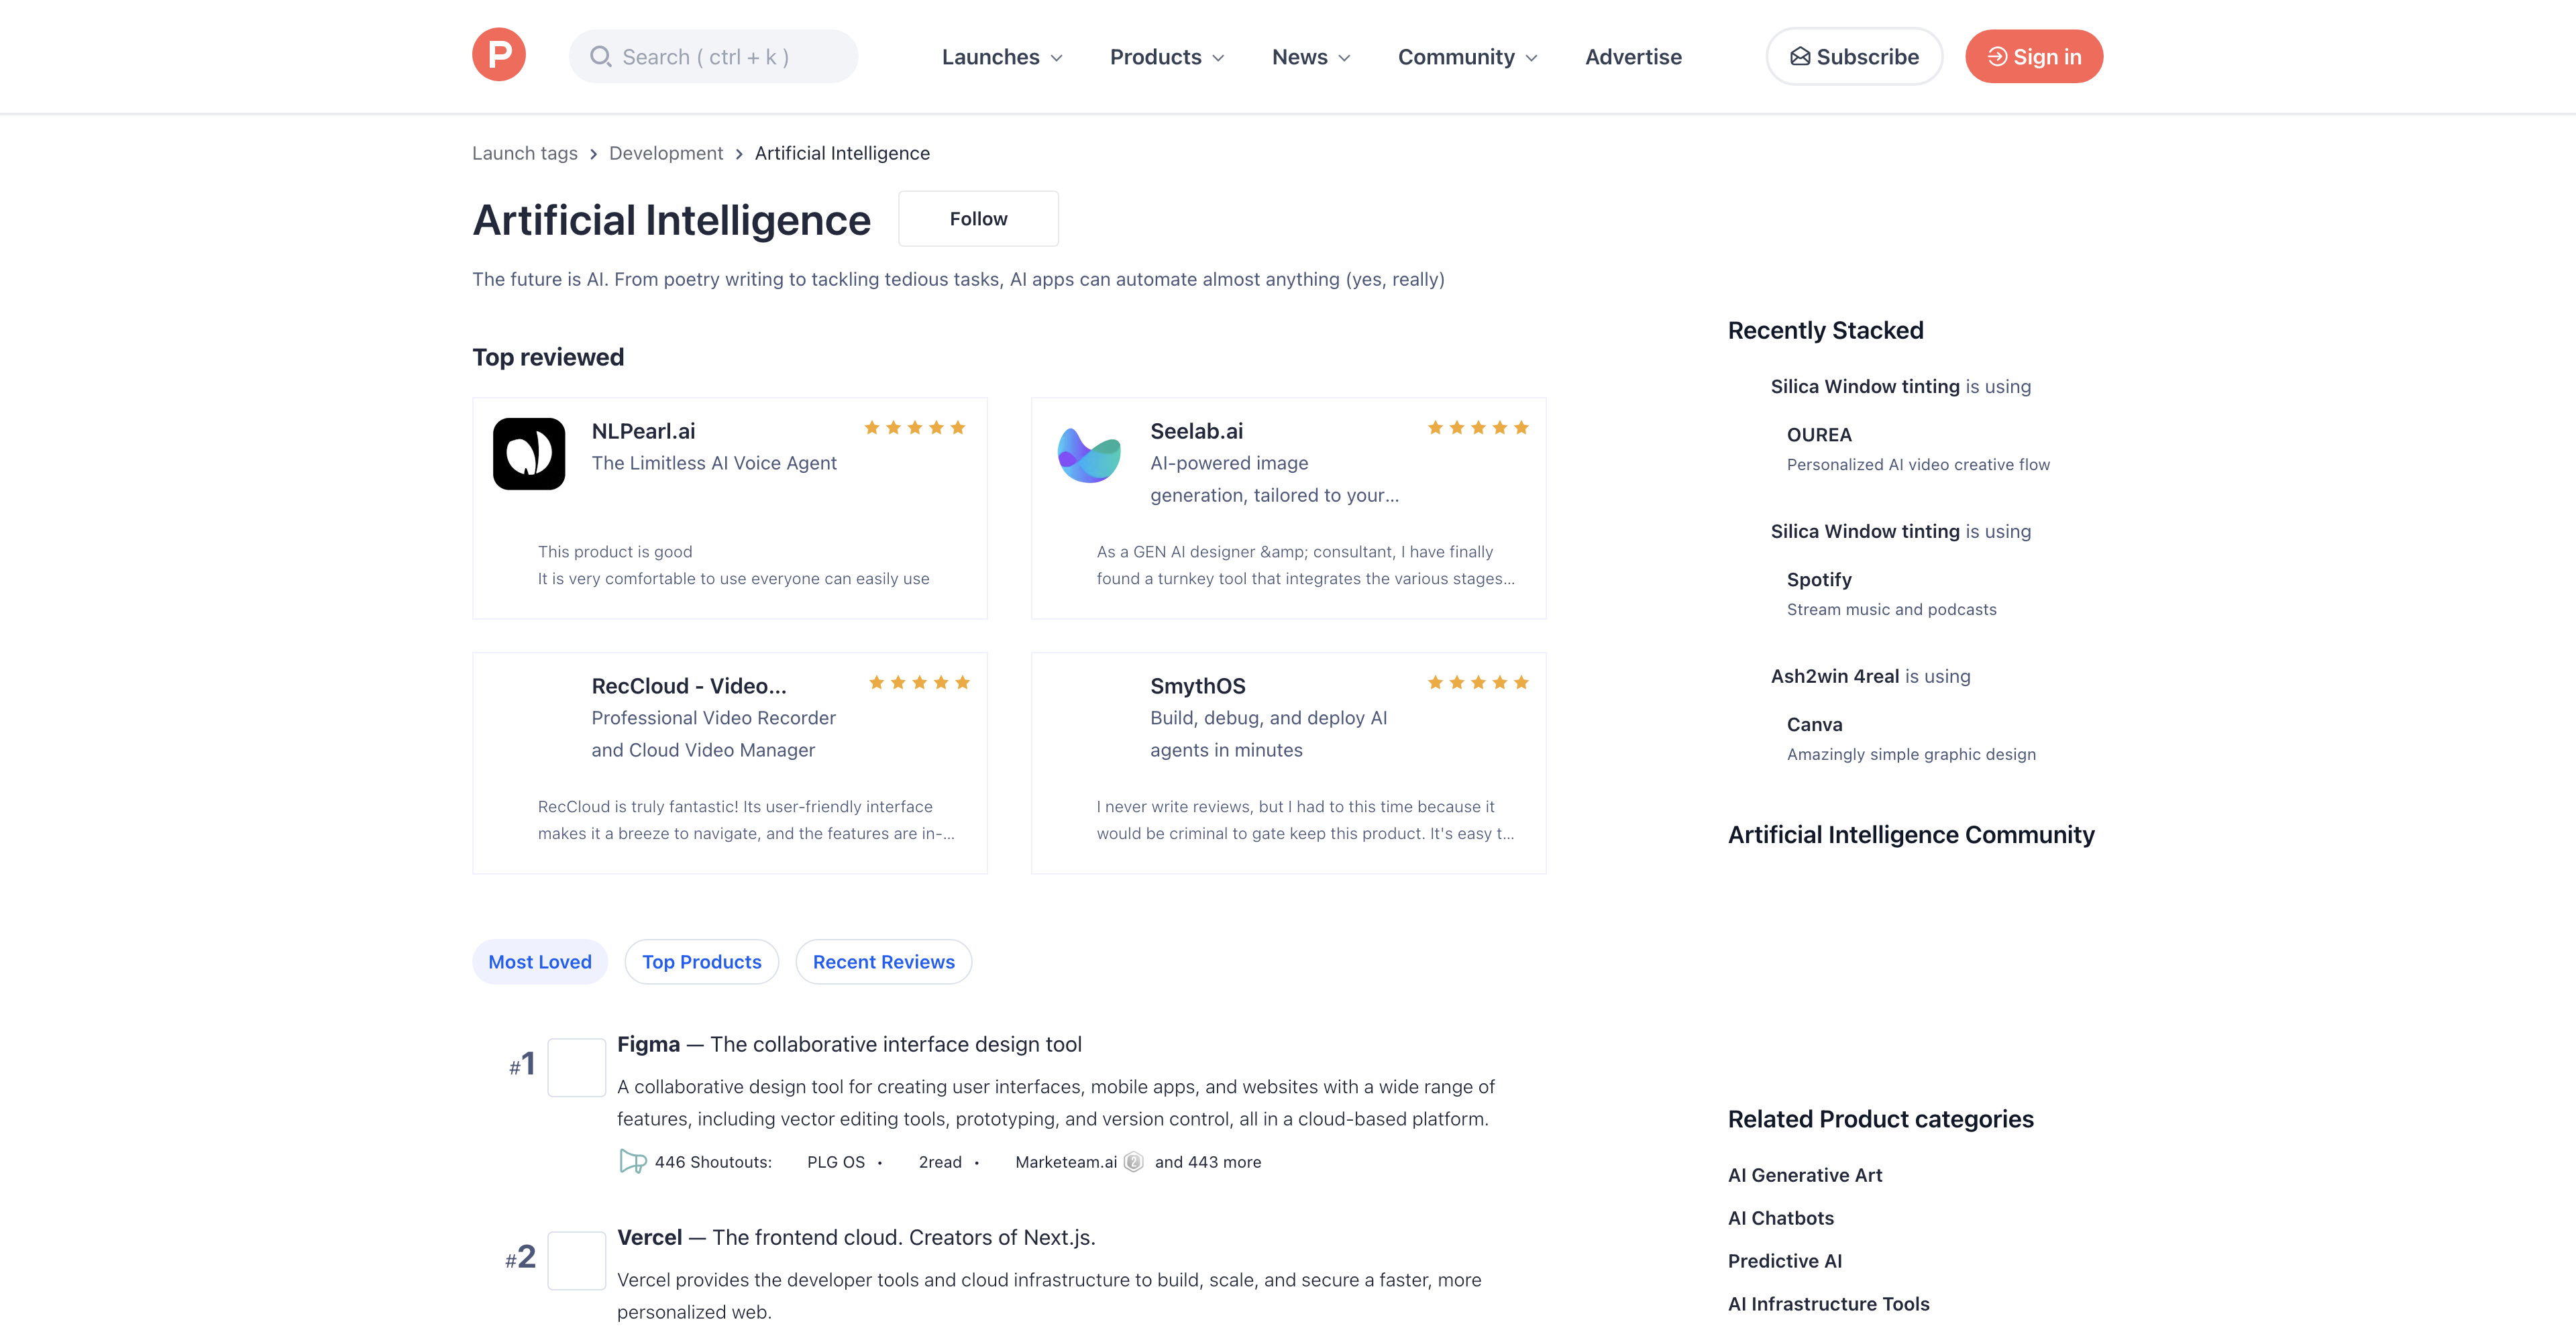 P
Search ( ctrl + k )
Launches
Products
News
Community
Advertise
Subscribe
Sign in
Launch tags > Development > Artificial Intelligence
Artificial Intelligence
Follow
The future is AI. From poetry writing to tackling tedious tasks, AI apps can automate almost anything (yes, really)
Top reviewed
NLPearl.ai
The Limitless AI Voice Agent
This product is good
It is very comfortable to use everyone can easily use
Seelab.ai
AI-powered image
generation, tailored to your...
As a GEN AI designer &amp; consultant, I have finally
found a turnkey tool that integrates the various stages...
RecCloud - Video...
Professional Video Recorder
and Cloud Video Manager
RecCloud is truly fantastic! Its user-friendly interface
makes it a breeze to navigate, and the features are in-...
SmythOS
Build, debug, and deploy AI
agents in minutes
I never write reviews, but I had to this time because it
would be criminal to gate keep this product. It's easy t...
Most Loved
Top Products
Recent Reviews
#1
Figma — The collaborative interface design tool
A collaborative design tool for creating user interfaces, mobile apps, and websites with a wide range of
features, including vector editing tools, prototyping, and version control, all in a cloud-based platform.
446 Shoutouts: PLG OS • 2read • Marketeam.ai 2 and 443 more
#2
Vercel — The frontend cloud. Creators of Next.js.
Vercel provides the developer tools and cloud infrastructure to build, scale, and secure a faster, more
personalized web.
Recently Stacked
Silica Window tinting is using
OUREA
Personalized AI video creative flow
Silica Window tinting is using
Spotify
Stream music and podcasts
Ash2win 4real is using
Canva
Amazingly simple graphic design
Artificial Intelligence Community
Related Product categories
AI Generative Art
AI Chatbots
Predictive AI
AI Infrastructure Tools